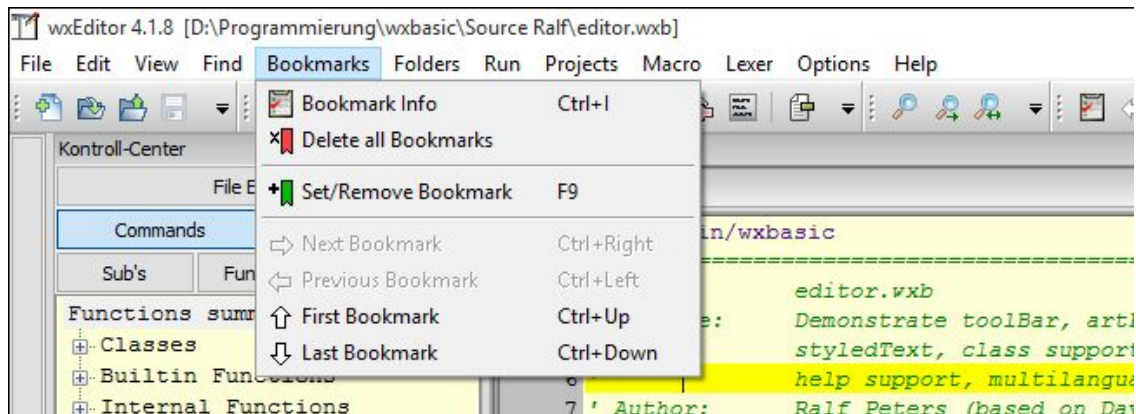 wxEditor 4.1.8 [D:\Programmierung\wxbasic\Source Ralf\editor.wxb]
File Edit View Find Bookmarks Folders Run Projects Macro Lexer Options Help
Bookmark Info Ctrl+I
Delete all Bookmarks
Set/Remove Bookmark F9
Next Bookmark Ctrl+Right
Previous Bookmark Ctrl+Left
First Bookmark Ctrl+Up
Last Bookmark Ctrl+Down
Kontroll-Center
File E
Commands
Sub's Fun
Functions summ
Classes
Builtin Functions
Internal Functions
in/wxbasic
editor.wxb
e: Demonstrate toolBar, art
styledText, class support
6 ' help support, multilangua
7 ' Author: Ralf Peters (based on Da